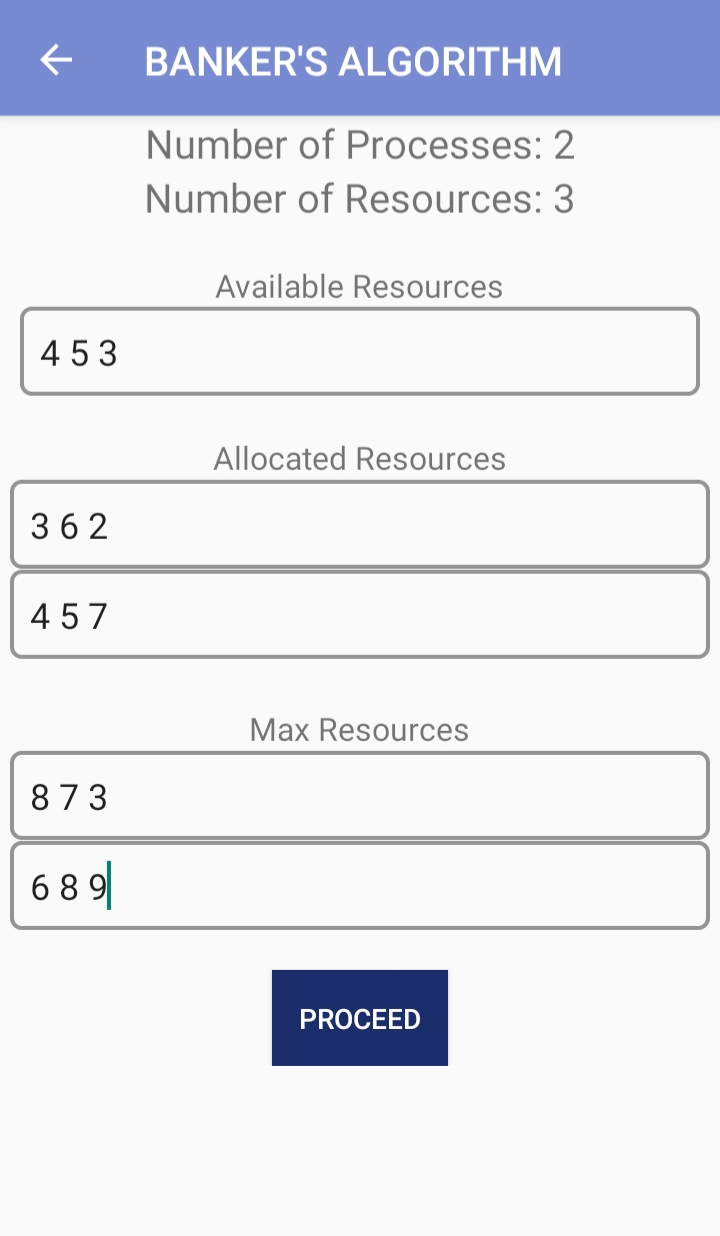 BANKER'S ALGORITHM
Number of Processes: 2
Number of Resources: 3
Available Resources
4 5 3
Allocated Resources
3 6 2
4 5 7
Max Resources
8 7 3
6 8 9
PROCEED